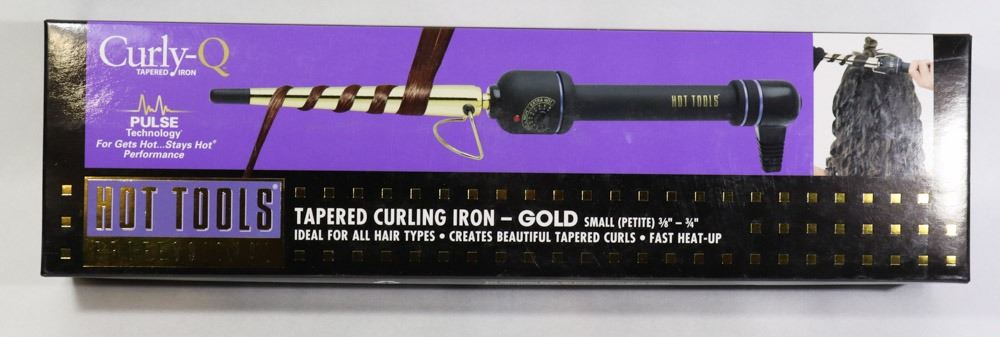 Curly-Q
TAPERED IRON
PULSE
Technology
For Gets Hot...Stays Hot®
Performance
HOT TOOLS
HOT TOOLS®
PROFESSIONAL
TAPERED CURLING IRON – GOLD SMALL (PETITE) 3/8" – 3/4"
IDEAL FOR ALL HAIR TYPES • CREATES BEAUTIFUL TAPERED CURLS • FAST HEAT-UP